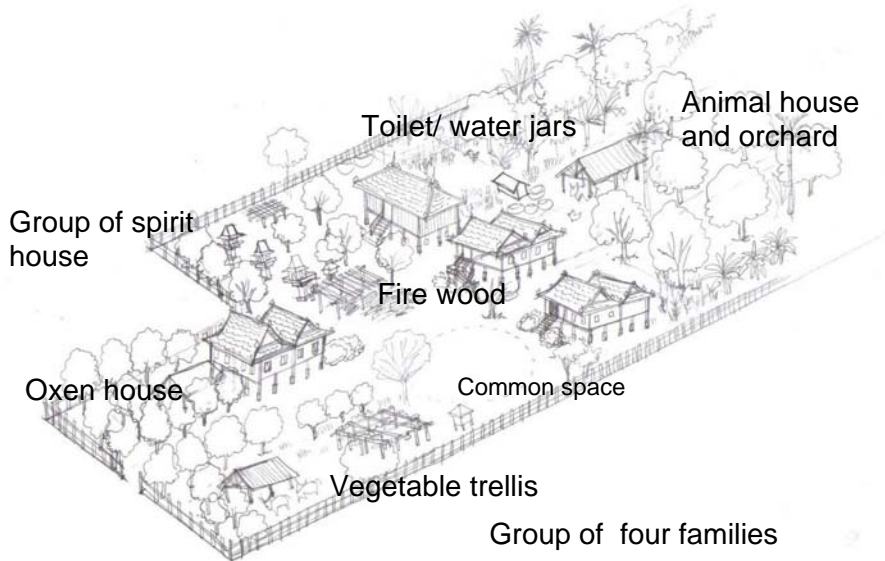 Toilet/ water jars
Animal house
and orchard
Group of spirit
house
Fire wood
Oxen house
Common space
Vegetable trellis
Group of four families